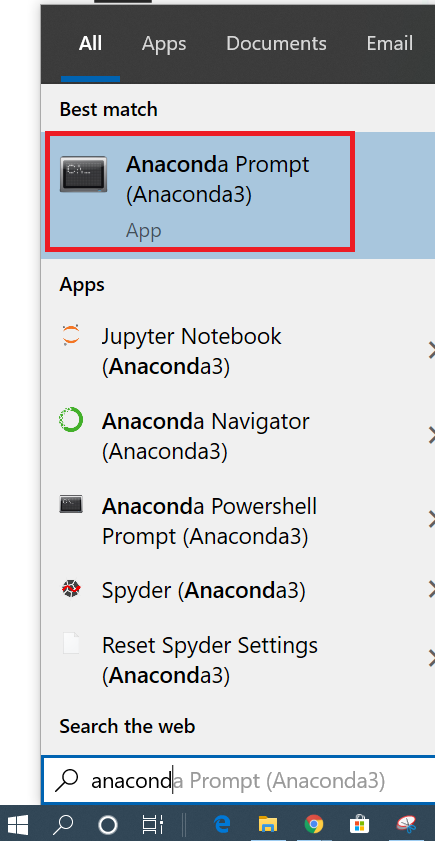 All Apps Documents Email
Best match
Anaconda Prompt
(Anaconda3)
App
Apps
Jupyter Notebook
(Anaconda3)
Anaconda Navigator
(Anaconda3)
Anaconda Powershell
Prompt (Anaconda3)
Spyder (Anaconda3)
Reset Spyder Settings
(Anaconda3)
Search the web
anaconda Prompt (Anaconda3)